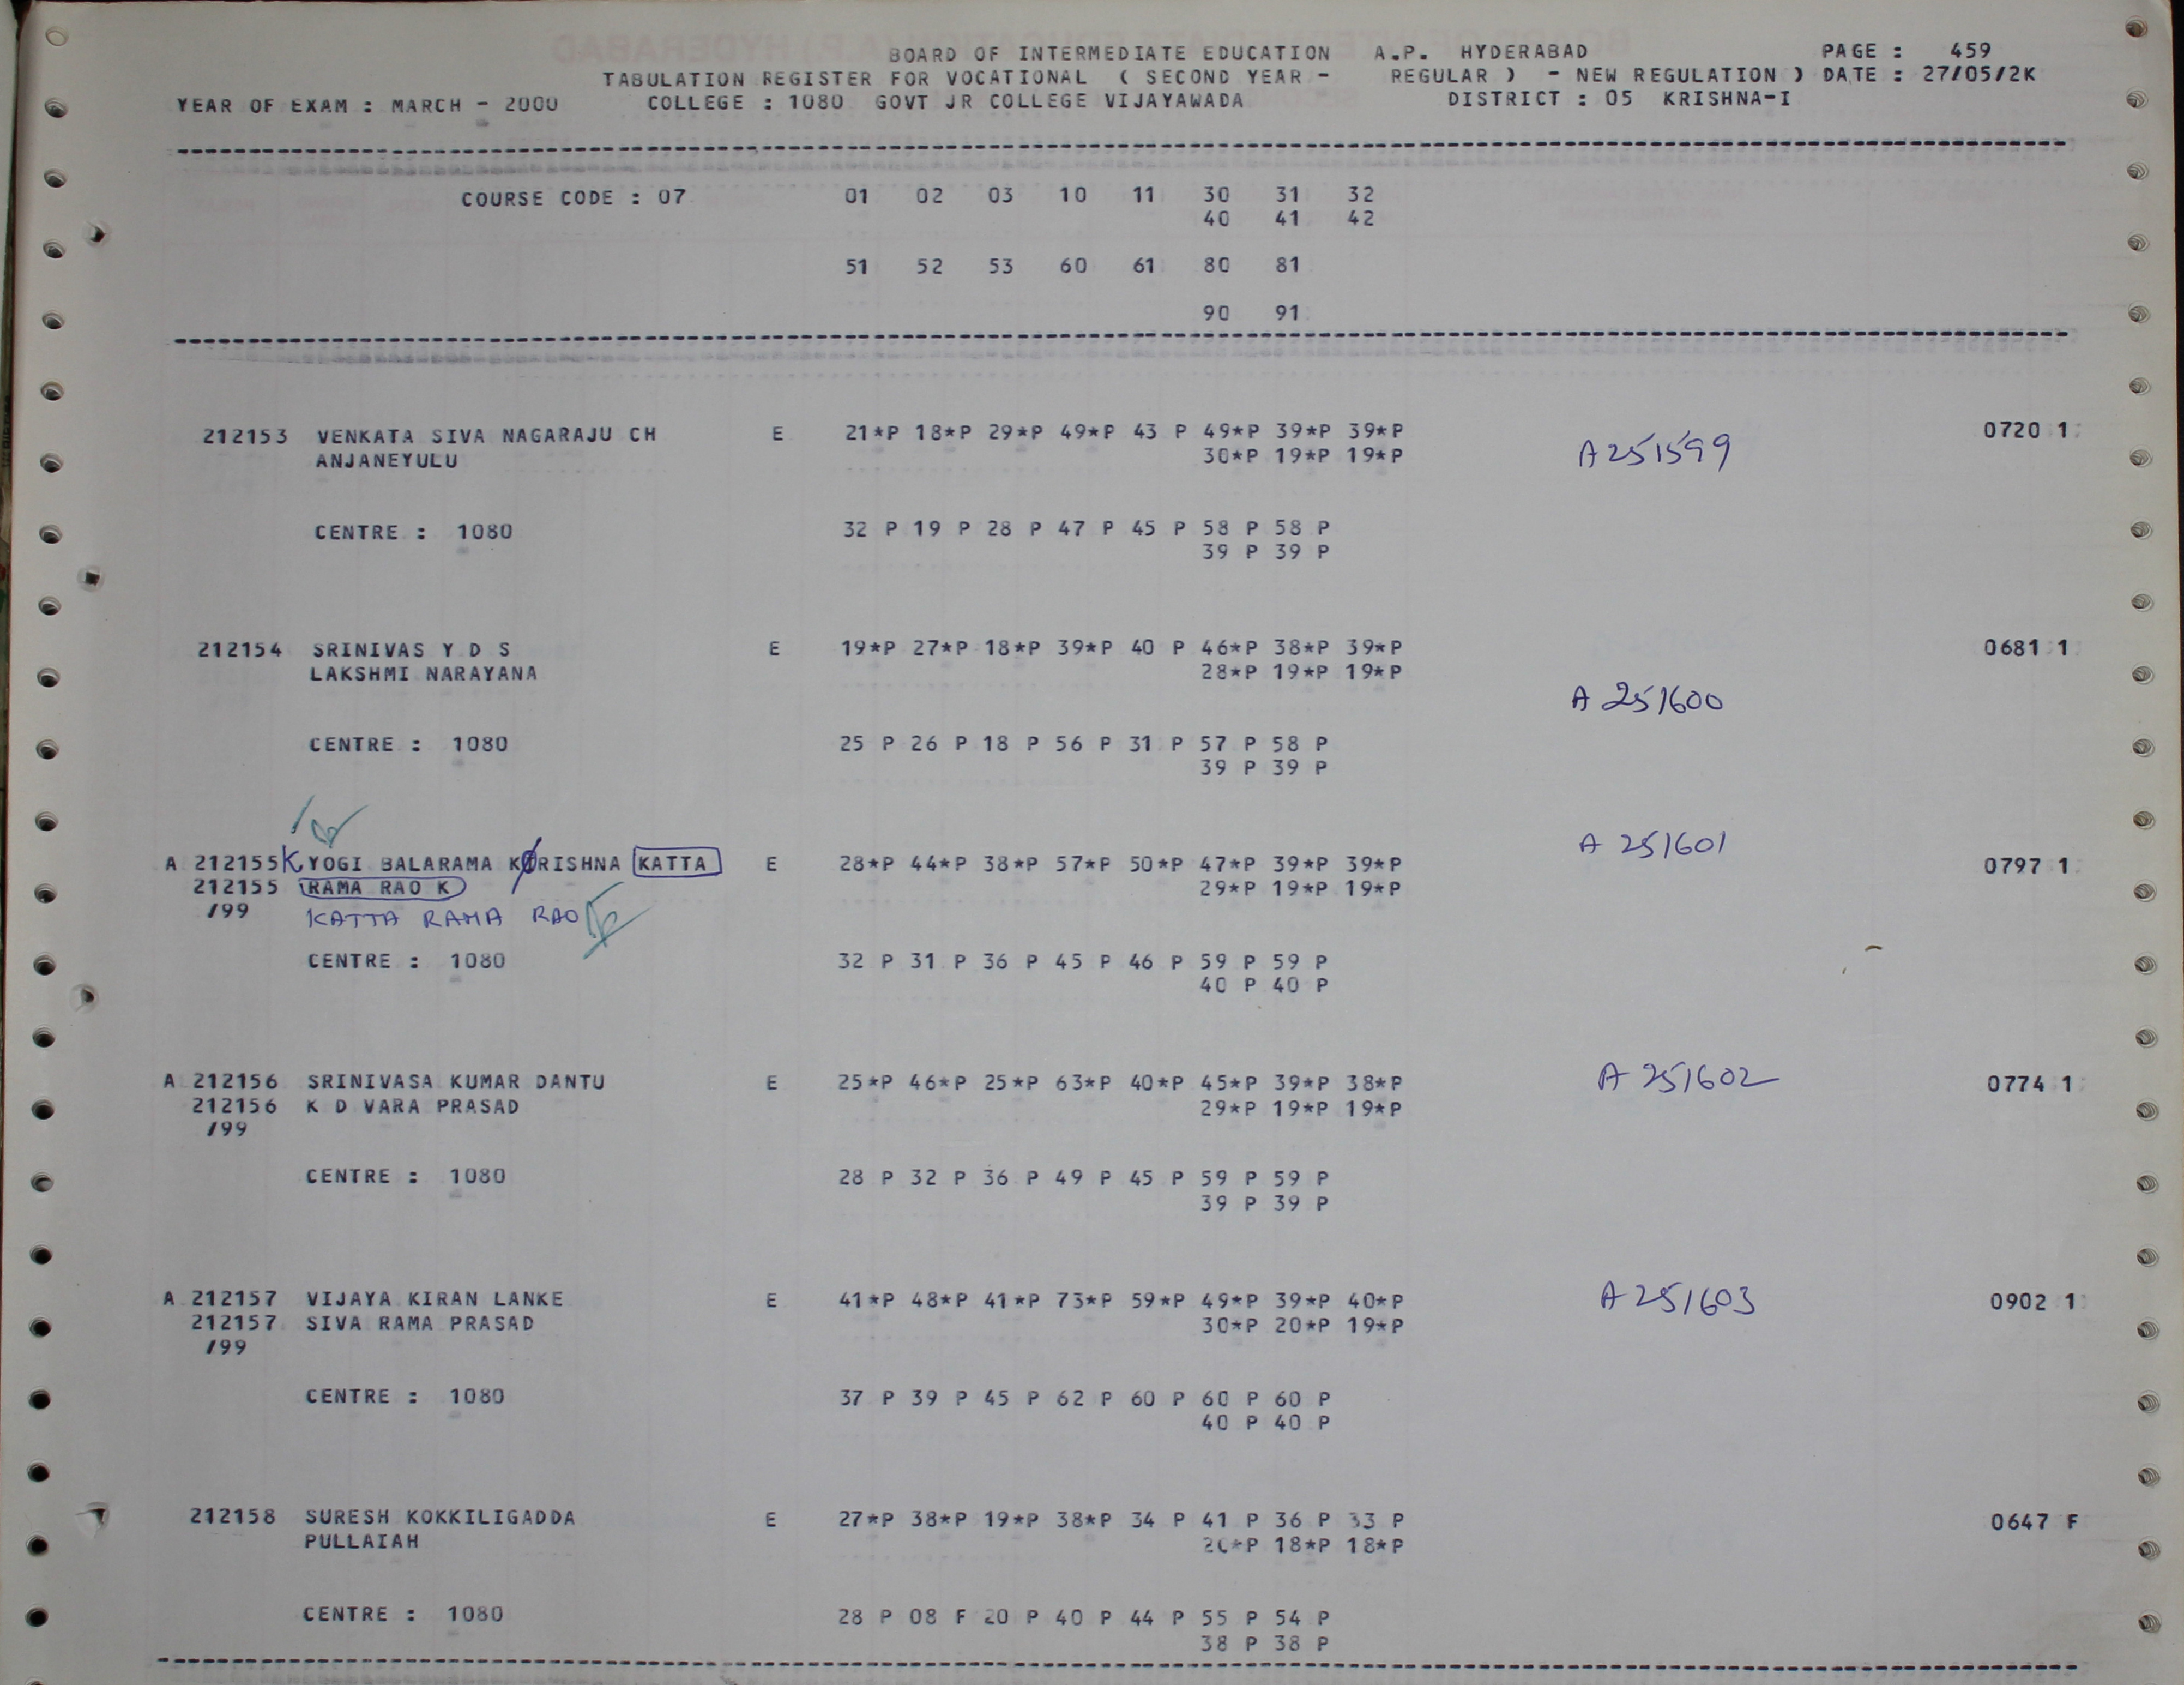 BOARD OF INTERMEDIATE EDUCATION A.P. HYDERABAD PAGE : 459
TABULATION REGISTER FOR VOCATIONAL ( SECOND YEAR - REGULAR ) - NEW REGULATION ) DATE : 27/05/2K
YEAR OF EXAM : MARCH - 2000 COLLEGE : 1080 GOVT JR COLLEGE VIJAYAWADA DISTRICT : 05 KRISHNA-I
COURSE CODE : 07 01 02 03 10 11 30 31 32
40 41 42
51 52 53 60 61 80 81
90 91
212153 VENKATA SIVA NAGARAJU CH E 21*P 18*P 29*P 49*P 43 P 49*P 39*P 39*P 0720 1
ANJANEYULU 30*P 19*P 19*P A 251599
CENTRE : 1080 32 P 19 P 28 P 47 P 45 P 58 P 58 P
39 P 39 P
212154 SRINIVAS Y D S E 19*P 27*P 18*P 39*P 40 P 46*P 38*P 39*P 0681 1
LAKSHMI NARAYANA 28*P 19*P 19*P
A 251600
CENTRE : 1080 25 P 26 P 18 P 56 P 31 P 57 P 58 P
39 P 39 P
A 251601
A 212155 K YOGI BALARAMA KRISHNA KATTA E 28*P 44*P 38*P 57*P 50*P 47*P 39*P 39*P 0797 1
212155 RAMA RAO K 29*P 19*P 19*P
/99 KATTA RAMA RAO
CENTRE : 1080 32 P 31 P 36 P 45 P 46 P 59 P 59 P
40 P 40 P
A 212156 SRINIVASA KUMAR DANTU E 25*P 46*P 25*P 63*P 40*P 45*P 39*P 38*P A 251602 0774 1
212156 K D VARA PRASAD 29*P 19*P 19*P
/99
CENTRE : 1080 28 P 32 P 36 P 49 P 45 P 59 P 59 P
39 P 39 P
A 212157 VIJAYA KIRAN LANKE E 41*P 48*P 41*P 73*P 59*P 49*P 39*P 40*P A 251603 0902 1
212157 SIVA RAMA PRASAD 30*P 20*P 19*P
/99
CENTRE : 1080 37 P 39 P 45 P 62 P 60 P 60 P 60 P
40 P 40 P
212158 SURESH KOKKILIGADDA E 27*P 38*P 19*P 38*P 34 P 41 P 36 P 33 P 0647 F
PULLAIAH 18*P 18*P
CENTRE : 1080 28 P 08 F 20 P 40 P 44 P 55 P 54 P
38 P 38 P